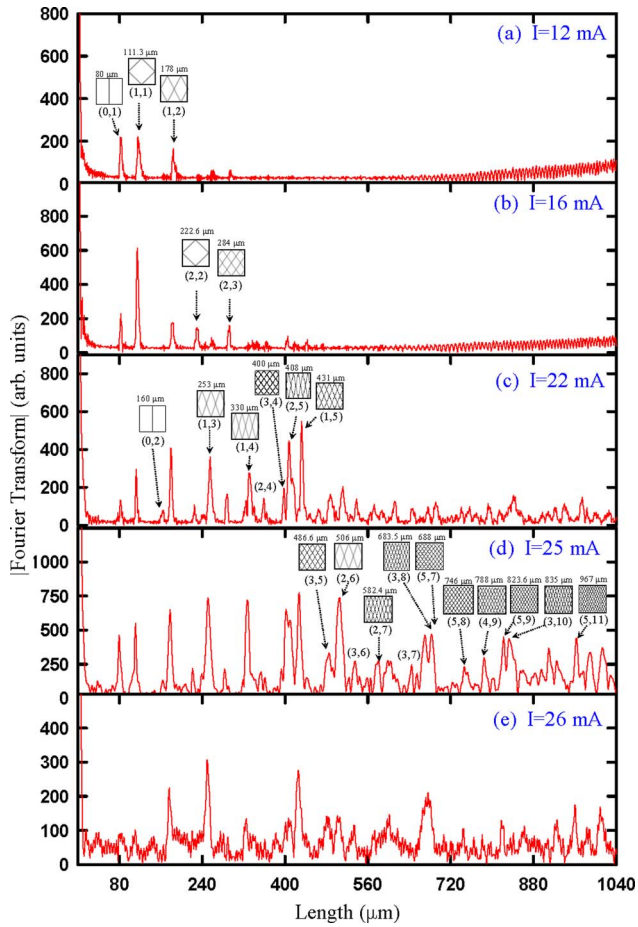 800
(a) I=12 mA
600
111.3 µm
80 µm
178 µm
400
(0,1)
(1,1)
(1,2)
200
0
800
(b) I=16 mA
600
222.6 µm
284 µm
400
(2,2)
(2,3)
200
0
800
(c) I=22 mA
400 µm
408 µm
431 µm
600
160 µm
253 µm
330 µm
(3,4)
(2,5)
(1,5)
400
(0,2)
(1,3)
(1,4)
(2,4)
200
0
(d) I=25 mA
1000
486.6 µm
506 µm
683.5 µm
688 µm
750
(3,5)
(2,6)
582.4 µm
(3,8)
(5,7)
746 µm
788 µm
823.6 µm
835 µm
967 µm
500
(2,7)
(5,8)
(4,9)
(5,9)
(3,10)
(5,11)
250
(3,6)
(3,7)
0
(e) I=26 mA
400
300
200
100
0
80
240
400
560
720
880
1040
Length (µm)
|Fourier Transform| (arb. units)